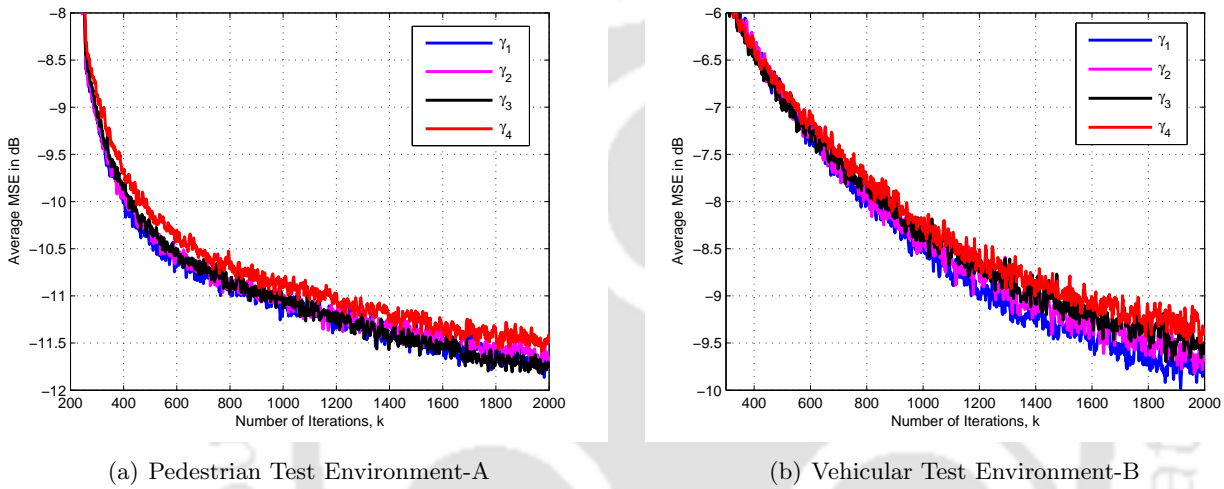 −8
−8.5
−9
−9.5
−10
−10.5
−11
−11.5
−12
Average MSE in dB
200 400 600 800 1000 1200 1400 1600 1800 2000
Number of Iterations, k
γ1
γ2
γ3
γ4
(a) Pedestrian Test Environment-A
−6
−6.5
−7
−7.5
−8
−8.5
−9
−9.5
−10
Average MSE in dB
400 600 800 1000 1200 1400 1600 1800 2000
Number of Iterations, k
γ1
γ2
γ3
γ4
(b) Vehicular Test Environment-B